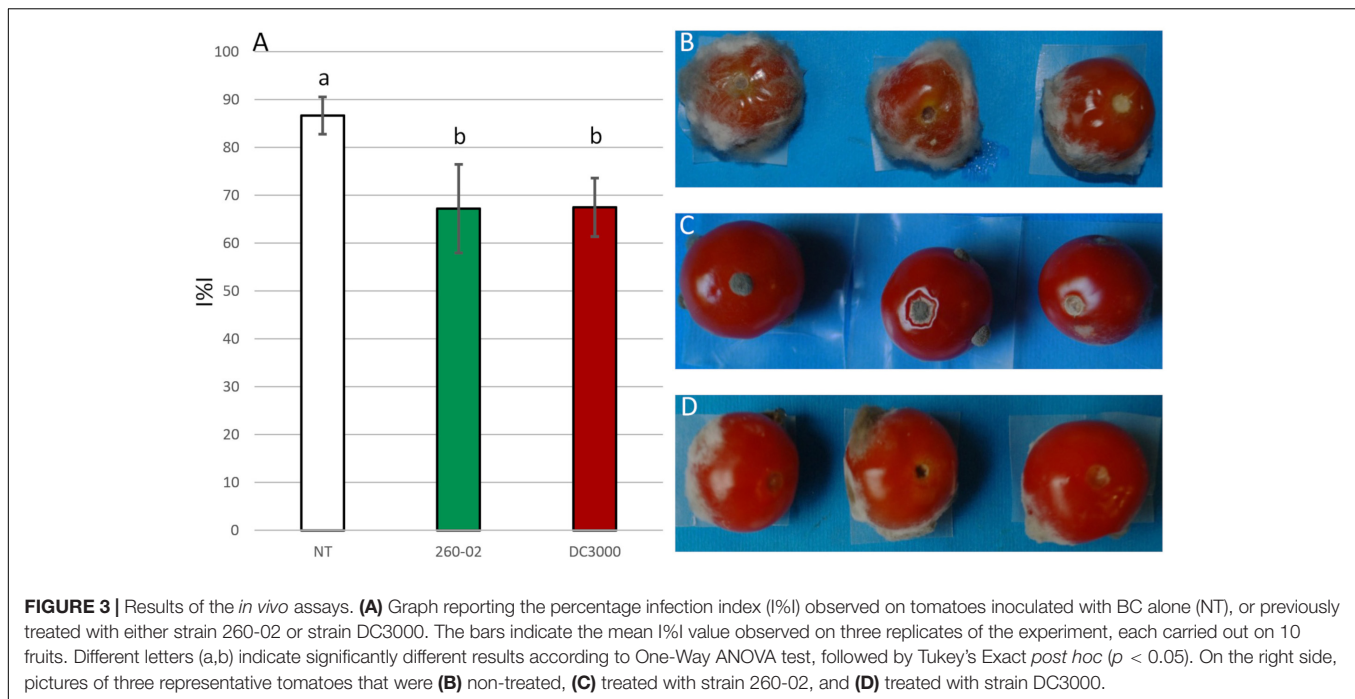 A
100
90
80
70
60
50
40
30
20
10
0
I%I
a
b
b
NT
260-02
DC3000
B
C
D
FIGURE 3 | Results of the in vivo assays. (A) Graph reporting the percentage infection index (I%I) observed on tomatoes inoculated with BC alone (NT), or previously
treated with either strain 260-02 or strain DC3000. The bars indicate the mean I%I value observed on three replicates of the experiment, each carried out on 10
fruits. Different letters (a,b) indicate significantly different results according to One-Way ANOVA test, followed by Tukey's Exact post hoc (p < 0.05). On the right side,
pictures of three representative tomatoes that were (B) non-treated, (C) treated with strain 260-02, and (D) treated with strain DC3000.